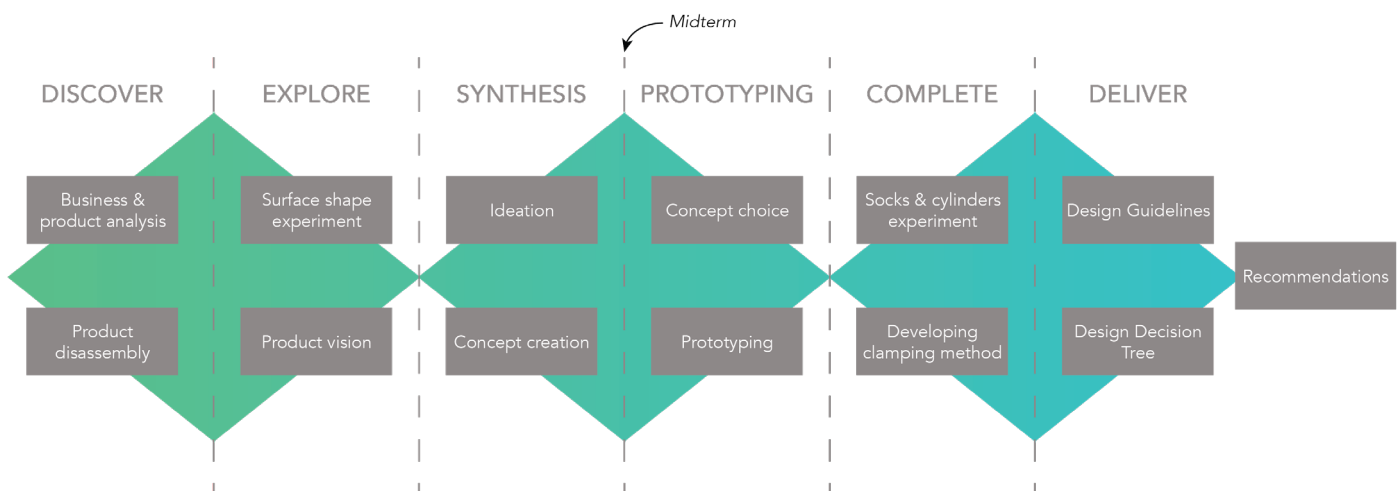 Midterm
DISCOVER
EXPLORE
SYNTHESIS
PROTOTYPING
COMPLETE
DELIVER
Business &
product analysis
Surface shape
experiment
Ideation
Concept choice
Socks & cylinders
experiment
Design Guidelines
Recommendations
Product
disassembly
Product vision
Concept creation
Prototyping
Developing
clamping method
Design Decision
Tree